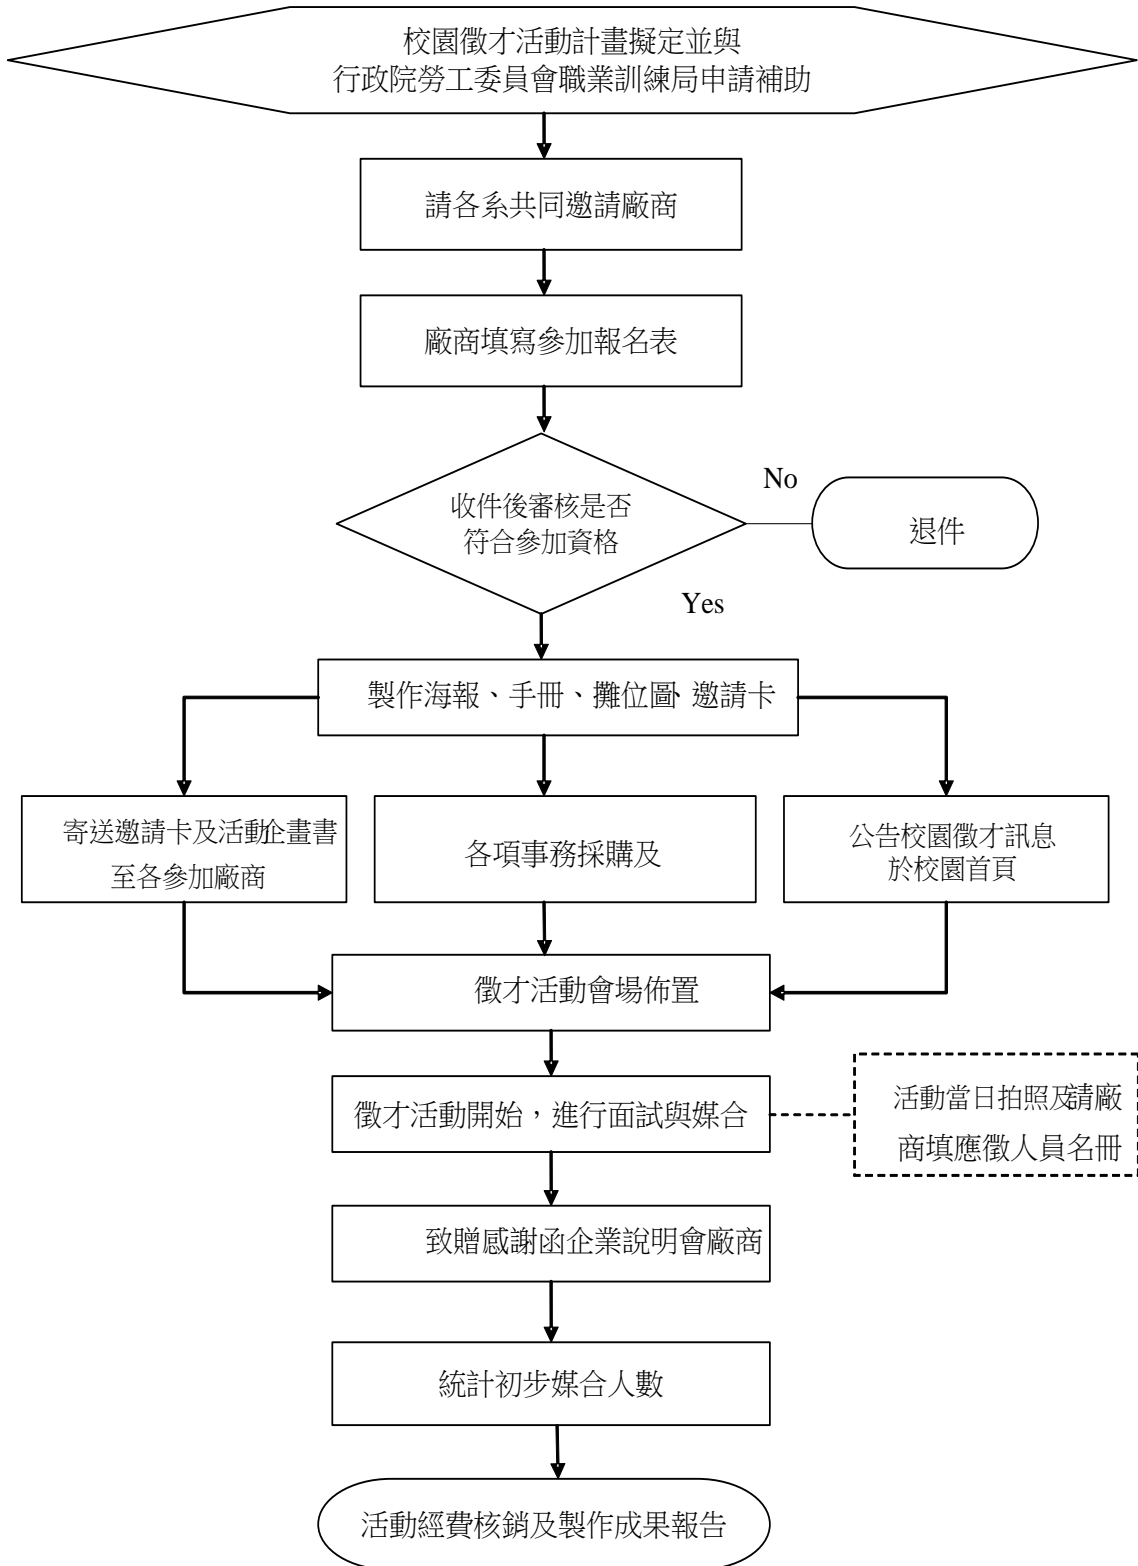 校園徵才活動計畫擬定並與
行政院勞工委員會職業訓練局申請補助
請各系共同邀請廠商
廠商填寫參加報名表
收件後審核是否
符合參加資格
No
退件
Yes
製作海報、手冊、攤位圖、邀請卡
寄送邀請卡及活動企畫書
至各參加廠商
各項事務採購及
公告校園徵才訊息
於校園首頁
徵才活動會場佈置
徵才活動開始，進行面試與媒合
活動當日拍照及請廠
商填應徵人員名冊
致贈感謝函企業說明會廠商
統計初步媒合人數
活動經費核銷及製作成果報告